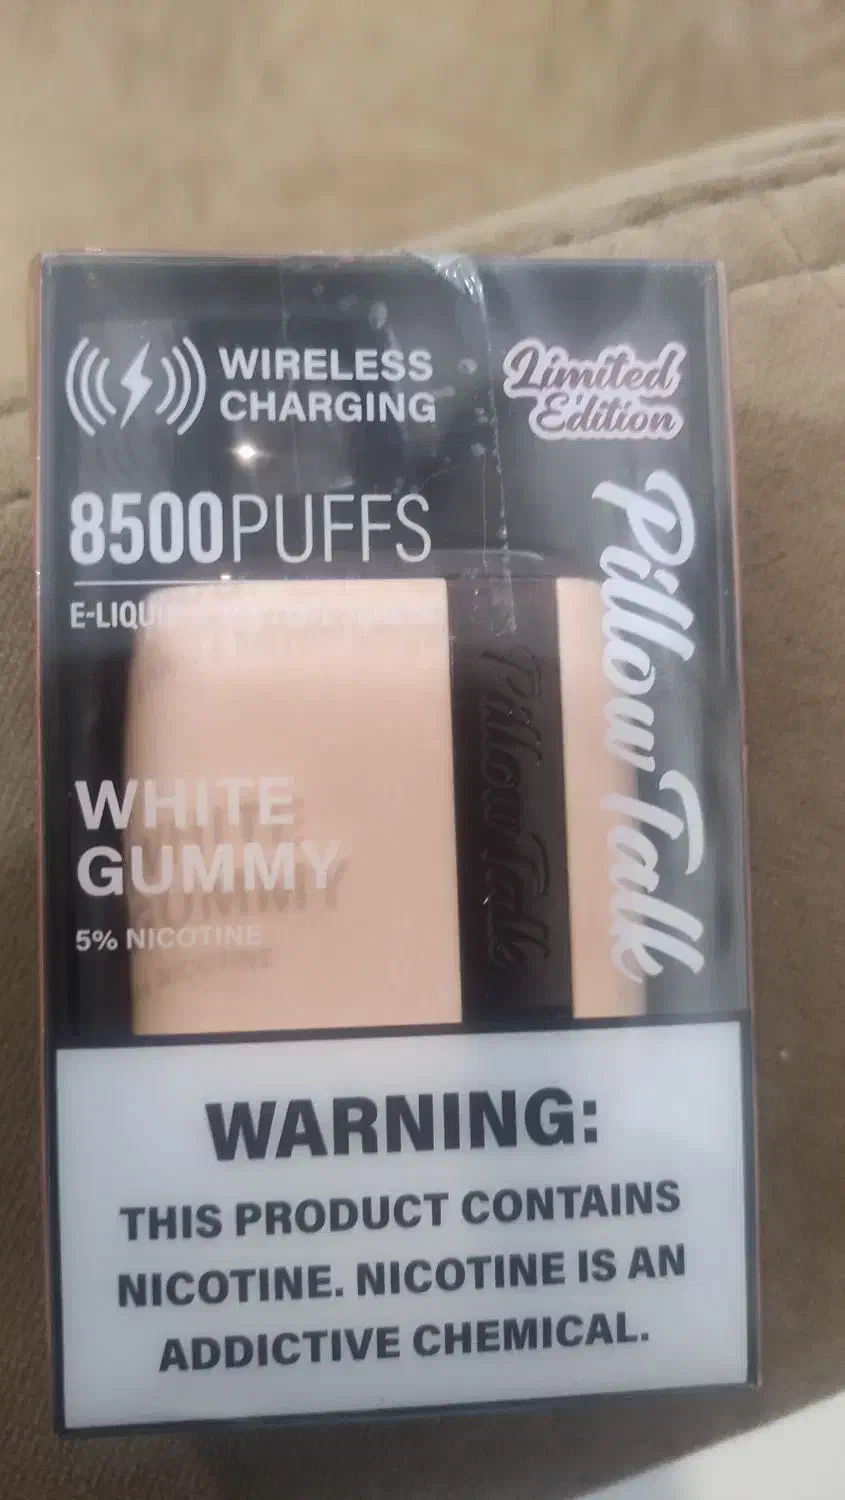 WIRELESS
CHARGING
Limited
Edition
8500PUFFS
Pillow Talk
Pillow Talk
WHITE
GUMMY
5% NICOTINE
WARNING:
THIS PRODUCT CONTAINS
NICOTINE. NICOTINE IS AN
ADDICTIVE CHEMICAL.